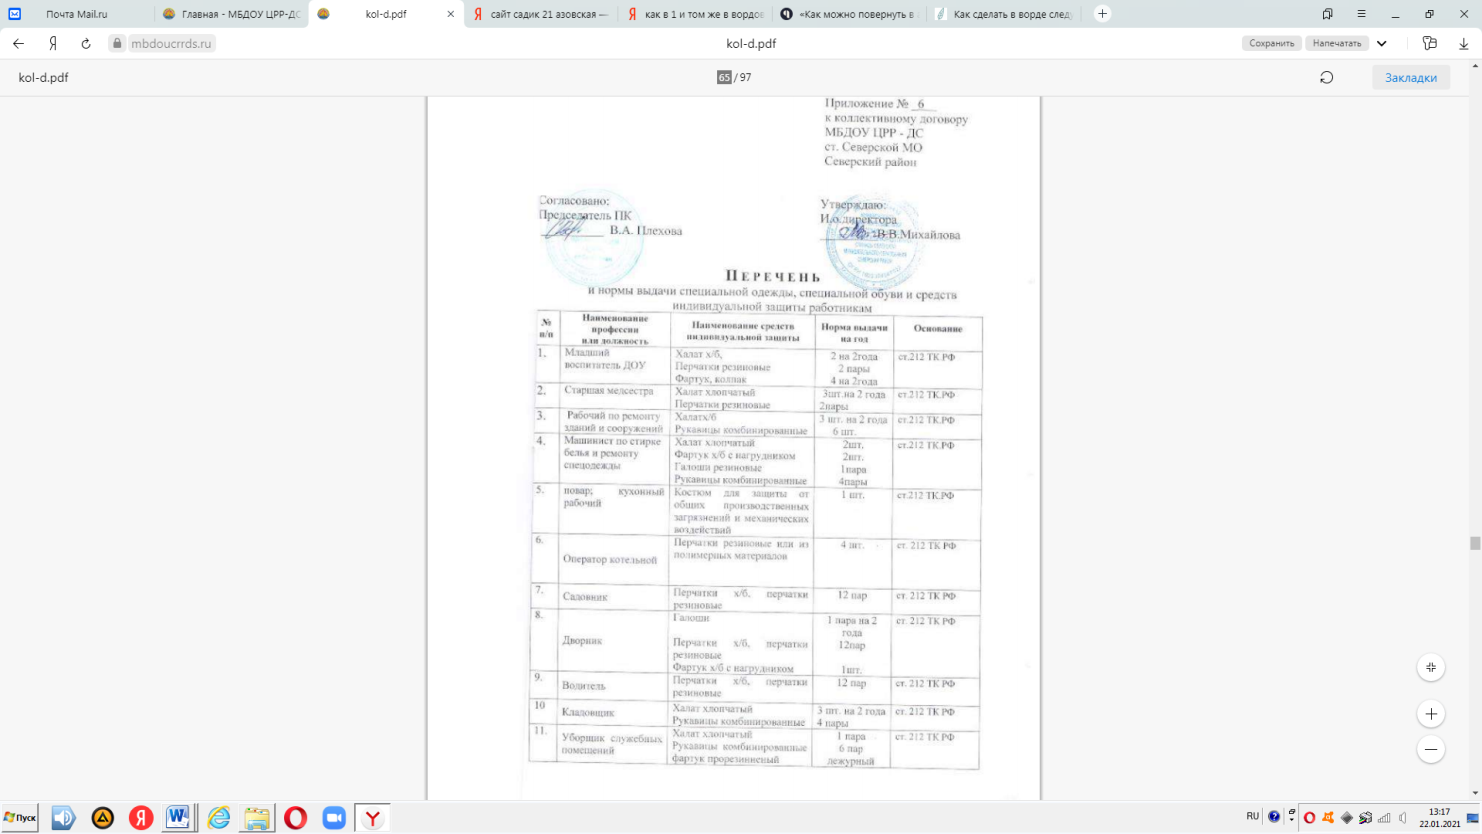 Почта Mail.ru
Главная - МБДОУ ЦРР-ДС
kol-d.pdf
сайт садик 21 азовская —
как в 1 и том же в вордов
«Как можно повернуть в
Как сделать в ворде следу
mbdoucrrds.ru
kol-d.pdf
Сохранить
Напечатать
kol-d.pdf
65 / 97
Закладки
Приложение № _6_
к коллективному договору
МБДОУ ЦРР - ДС
ст. Северской МО
Северский район
Согласовано:
Председатель ПК
В.А. Плехова
Утверждаю:
И.о.директора
В.В.Михайлова
ПЕРЕЧЕНЬ
и нормы выдачи специальной одежды, специальной обуви и средств
индивидуальной защиты работникам
№ п/п
Наименование профессии или должность
Наименование средств индивидуальной защиты
Норма выдачи на год
Основание
1. Младший воспитатель ДОУ
Халат х/б,
Перчатки резиновые
Фартук, колпак
2 на 2года
2 пары
4 на 2года
ст.212 ТК.РФ
2. Старшая медсестра
Халат хлопчатый
Перчатки резиновые
3шт.на 2 года
2пары
ст.212 ТК.РФ
3. Рабочий по ремонту зданий и сооружений
Халатх/б
Рукавицы комбинированные
3 шт. на 2 года
6 шт.
ст.212 ТК.РФ
4. Машинист по стирке белья и ремонту спецодежды
Халат хлопчатый
Фартук х/б с нагрудником
Галоши резиновые
Рукавицы комбинированные
2шт.
2шт.
1пара
4пары
ст.212 ТК.РФ
5. повар; кухонный рабочий
Костюм для защиты от
общих производственных
загрязнений и механических
воздействий
1 шт.
ст.212 ТК.РФ
6. Оператор котельной
Перчатки резиновые или из
полимерных материалов
4 шт.
ст. 212 ТК РФ
7. Садовник
Перчатки х/б, перчатки
резиновые
12 пар
ст. 212 ТК РФ
8. Дворник
Галоши
Перчатки х/б, перчатки
резиновые
Фартук х/б с нагрудником
1 пара на 2
года
12пар
1шт.
ст. 212 ТК РФ
9. Водитель
Перчатки х/б, перчатки
резиновые
12 пар
ст. 212 ТК РФ
10 Кладовщик
Халат хлопчатый
Рукавицы комбинированные
3 шт. на 2 года
4 пары
ст. 212 ТК РФ
11. Уборщик служебных помещений
Халат хлопчатый
Рукавицы комбинированные
фартук прорезиненый
1 пара
6 пар
дежурный
ст. 212 ТК РФ
Пуск
RU
13:17
22.01.2021